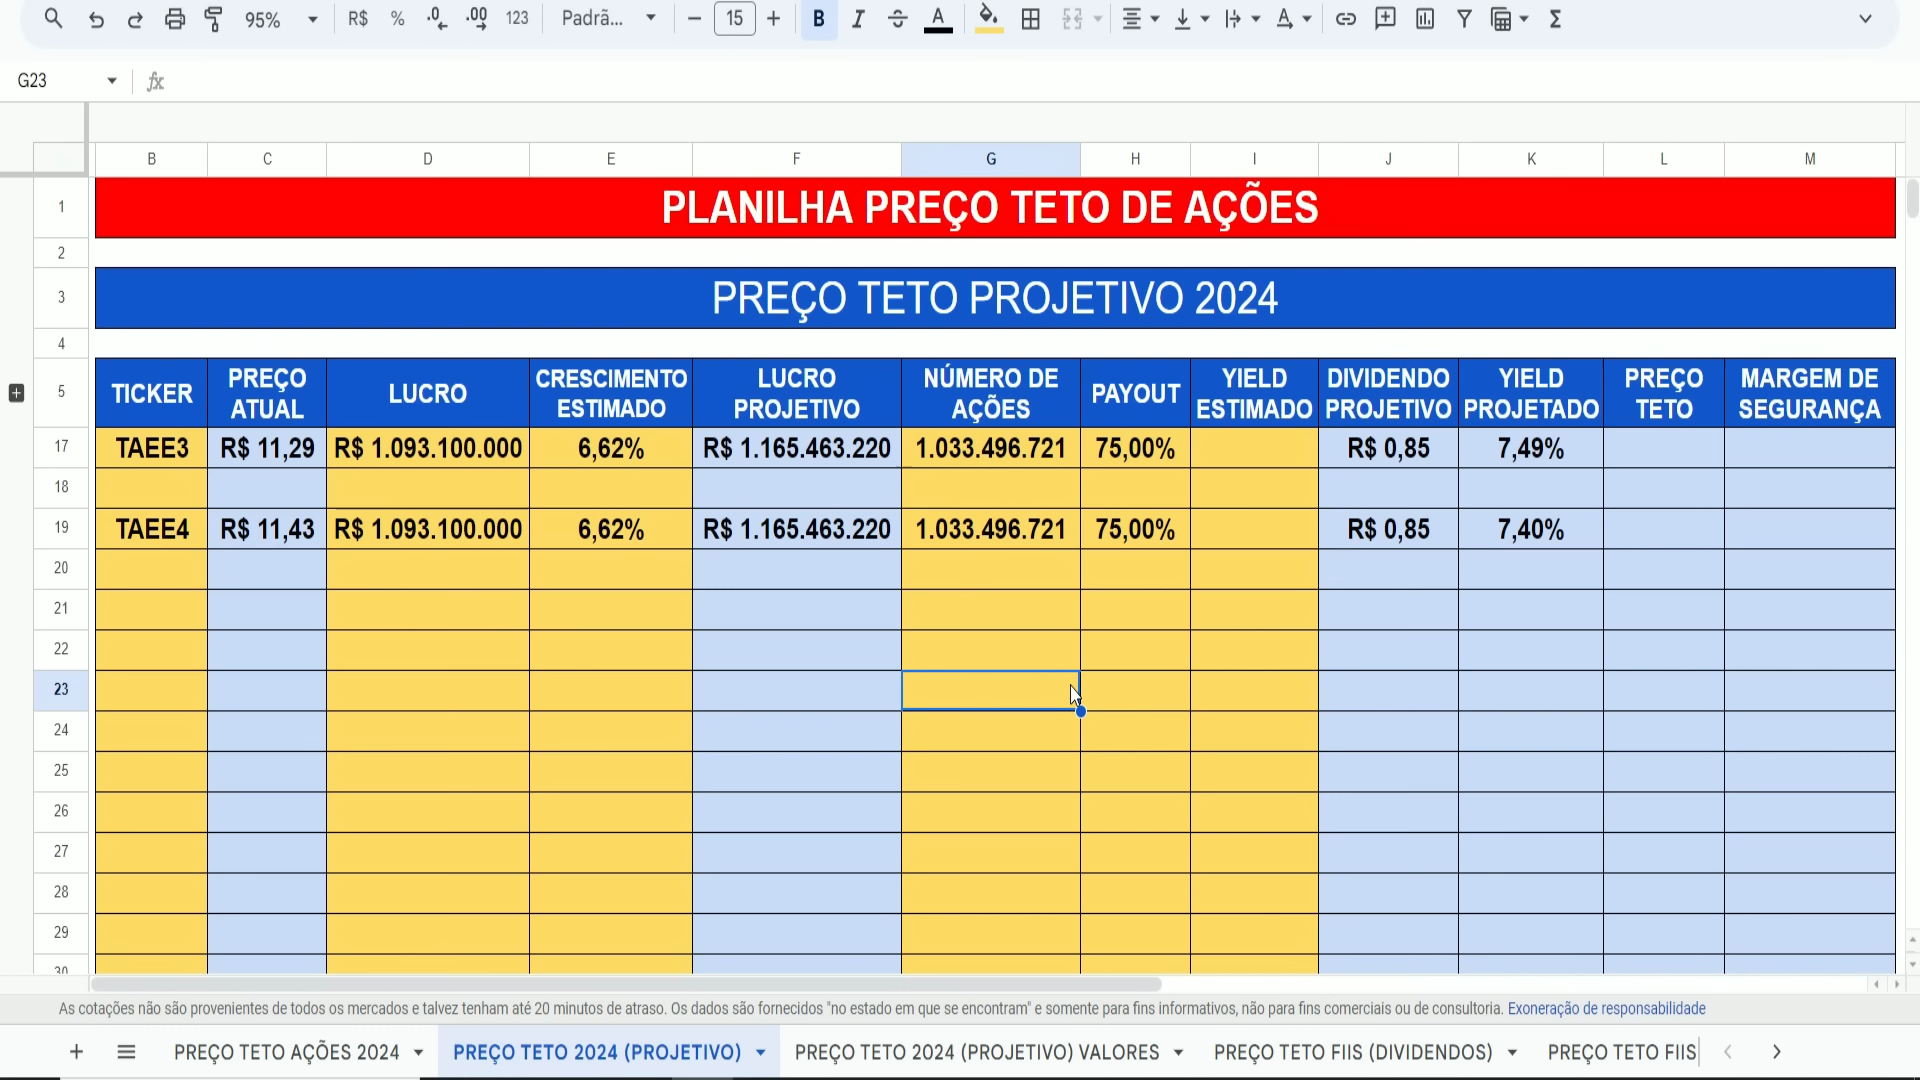 95% R$ % .0 .00 123 Padrã... − 15 + B I A Σ
G23 fx
B C D E F G H I J K L M
1 PLANILHA PREÇO TETO DE AÇÕES
2
3 PREÇO TETO PROJETIVO 2024
4
5 TICKER PREÇO ATUAL LUCRO CRESCIMENTO ESTIMADO LUCRO PROJETIVO NÚMERO DE AÇÕES PAYOUT YIELD ESTIMADO DIVIDENDO PROJETIVO YIELD PROJETADO PREÇO TETO MARGEM DE SEGURANÇA
17 TAEE3 R$ 11,29 R$ 1.093.100.000 6,62% R$ 1.165.463.220 1.033.496.721 75,00% R$ 0,85 7,49%
18
19 TAEE4 R$ 11,43 R$ 1.093.100.000 6,62% R$ 1.165.463.220 1.033.496.721 75,00% R$ 0,85 7,40%
20
21
22
23
24
25
26
27
28
29
30
As cotações não são provenientes de todos os mercados e talvez tenham até 20 minutos de atraso. Os dados são fornecidos "no estado em que se encontram" e somente para fins informativos, não para fins comerciais ou de consultoria. Exoneração de responsabilidade
+ PREÇO TETO AÇÕES 2024 PREÇO TETO 2024 (PROJETIVO) PREÇO TETO 2024 (PROJETIVO) VALORES PREÇO TETO FIIS (DIVIDENDOS) PREÇO TETO FIIS